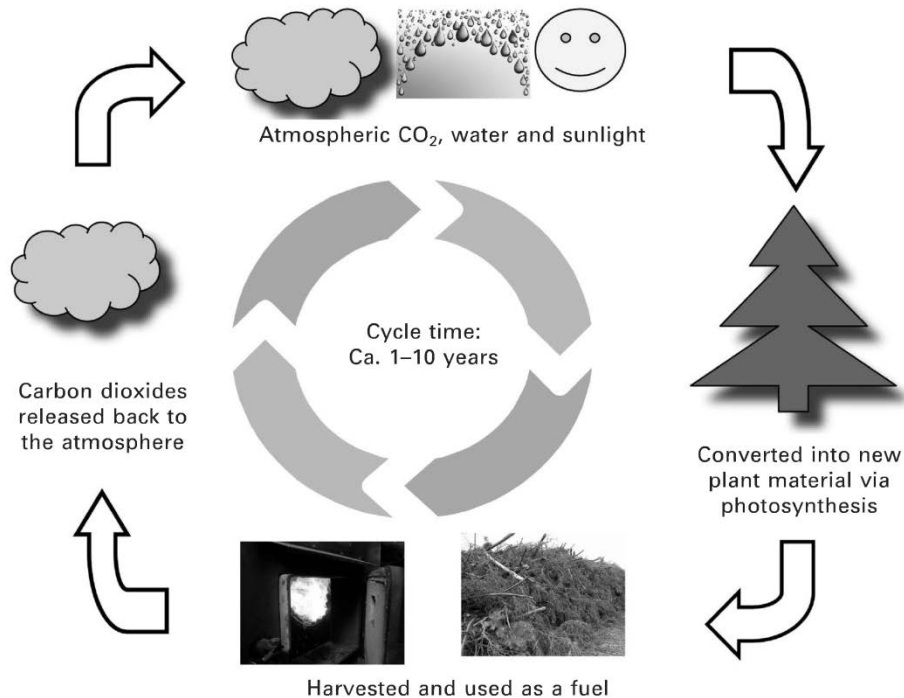 Atmospheric CO₂, water and sunlight
Cycle time:
Ca. 1–10 years
Carbon dioxides
released back to
the atmosphere
Converted into new
plant material via
photosynthesis
Harvested and used as a fuel